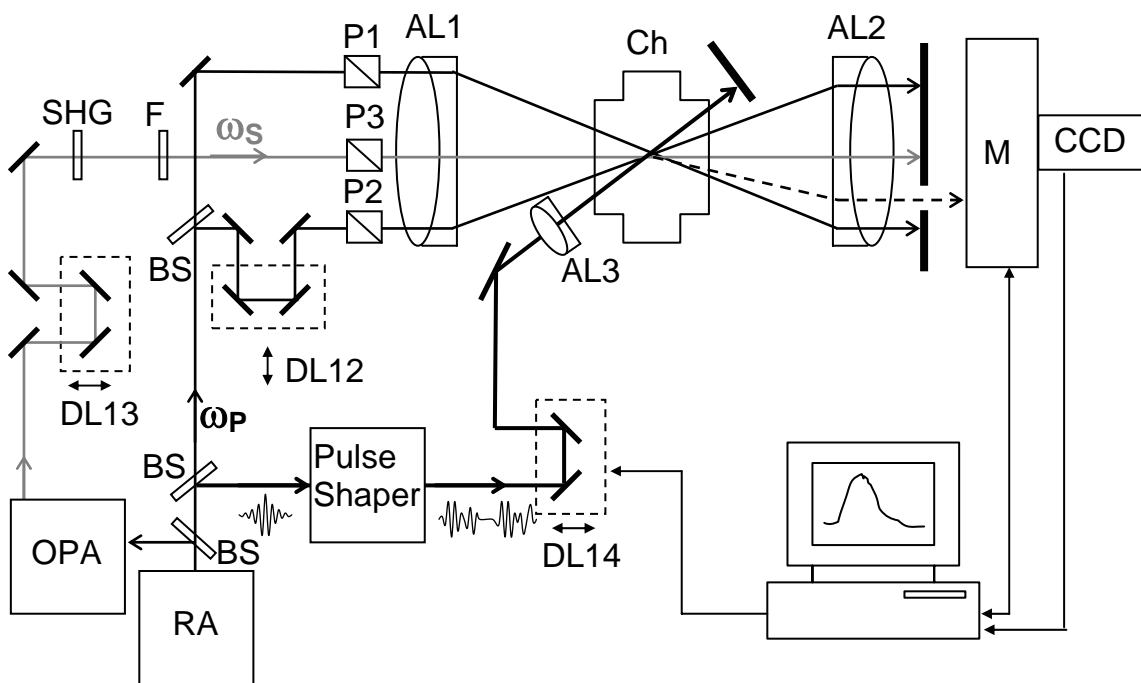 P1
AL1
Ch
AL2
SHG
F
ωS
P3
M
CCD
P2
BS
AL3
DL12
DL13
ωP
BS
Pulse
Shaper
OPA
BS
DL14
RA